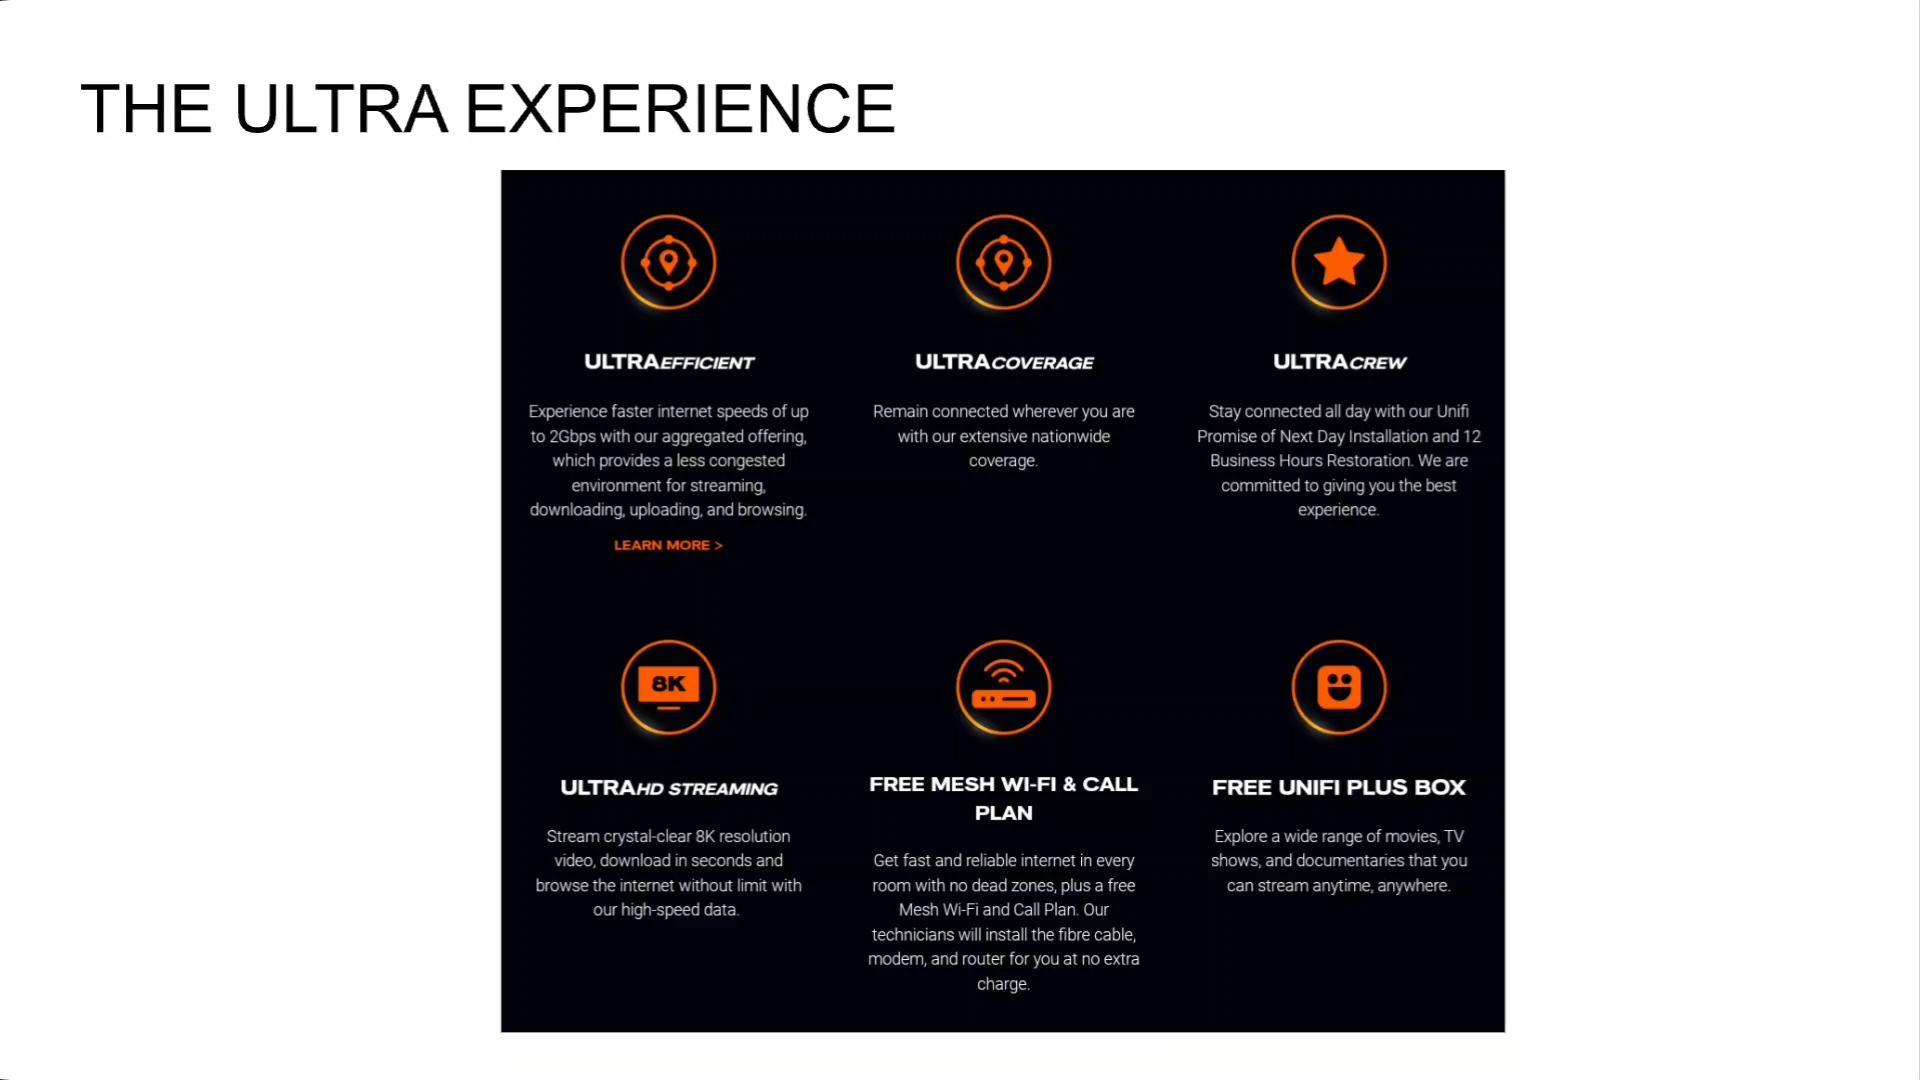 THE ULTRA EXPERIENCE
ULTRAEFFICIENT
Experience faster internet speeds of up
to 2Gbps with our aggregated offering,
which provides a less congested
environment for streaming,
downloading, uploading, and browsing.
LEARN MORE >
ULTRACOVERAGE
Remain connected wherever you are
with our extensive nationwide
coverage.
ULTRACREW
Stay connected all day with our Unifi
Promise of Next Day Installation and 12
Business Hours Restoration. We are
committed to giving you the best
experience.
8K
ULTRAHD STREAMING
Stream crystal-clear 8K resolution
video, download in seconds and
browse the internet without limit with
our high-speed data.
FREE MESH WI-FI & CALL
PLAN
Get fast and reliable internet in every
room with no dead zones, plus a free
Mesh Wi-Fi and Call Plan. Our
technicians will install the fibre cable,
modem, and router for you at no extra
charge.
FREE UNIFI PLUS BOX
Explore a wide range of movies, TV
shows, and documentaries that you
can stream anytime, anywhere.